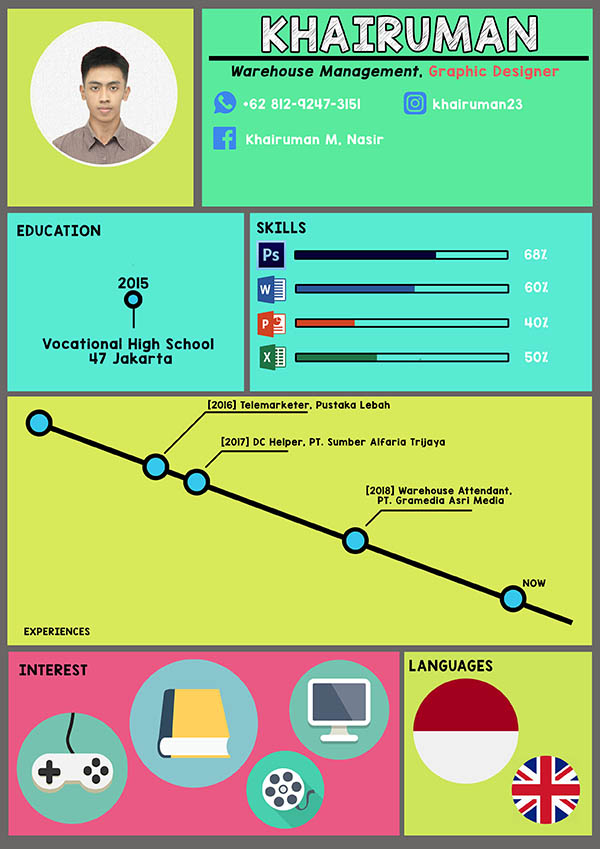 KHAIRUMAN
Warehouse Management, Graphic Designer
+62 812-9247-3151
khairuman23
Khairuman M. Nasir
EDUCATION
2015
Vocational High School
47 Jakarta
SKILLS
Ps
68%
W
60%
P
40%
X
50%
[2016] Telemarketer, Pustaka Lebah
[2017] DC Helper, PT. Sumber Alfaria Trijaya
[2018] Warehouse Attendant,
PT. Gramedia Asri Media
NOW
EXPERIENCES
INTEREST
LANGUAGES